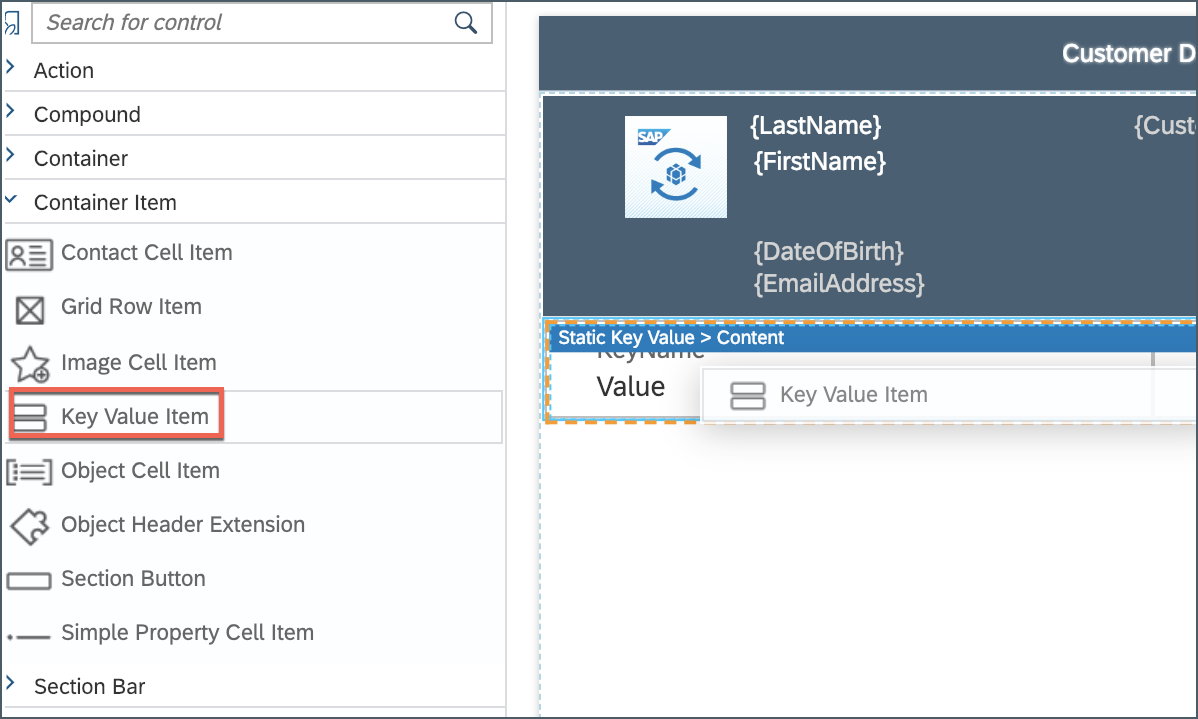 Search for control
Action
Compound
Container
Container Item
Contact Cell Item
Grid Row Item
Image Cell Item
Key Value Item
Object Cell Item
Object Header Extension
Section Button
Simple Property Cell Item
Section Bar
Customer D
SAP
{LastName}
{Cust
{FirstName}
{DateOfBirth}
{EmailAddress}
Static Key Value > Content
KeyName
Value
Key Value Item